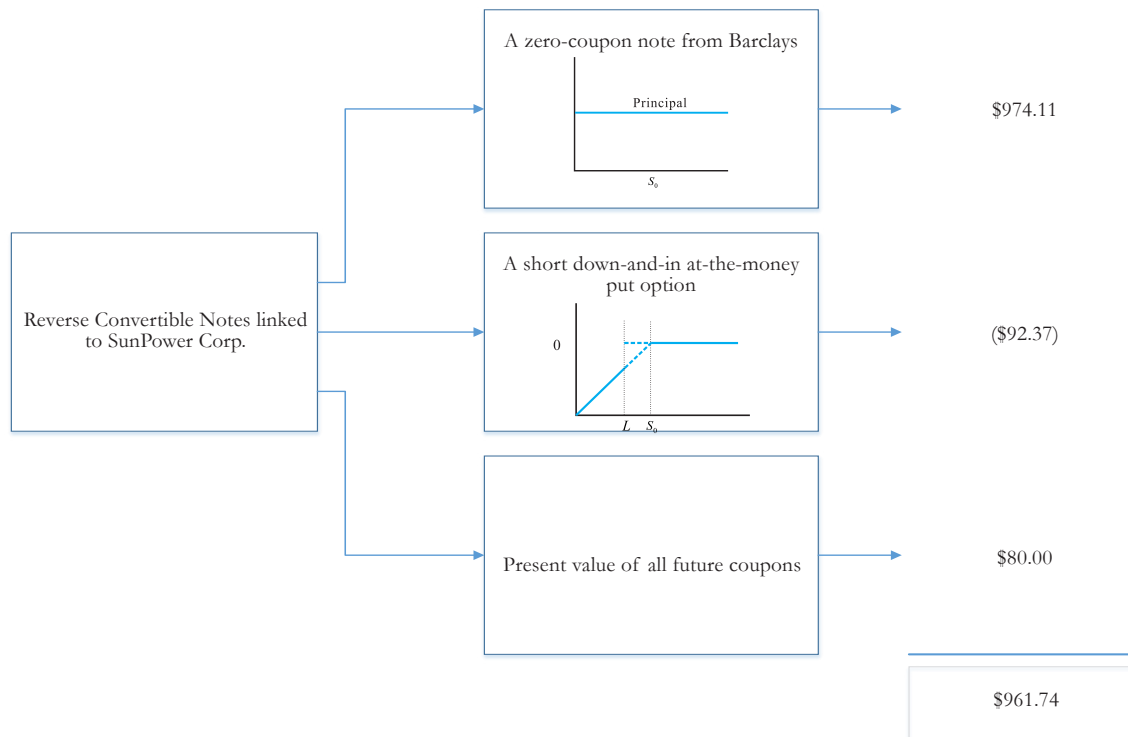 A zero-coupon note from Barclays
Principal
S₀
$974.11
Reverse Convertible Notes linked
to SunPower Corp.
A short down-and-in at-the-money
put option
0
L S₀
($92.37)
Present value of all future coupons
$80.00
$961.74